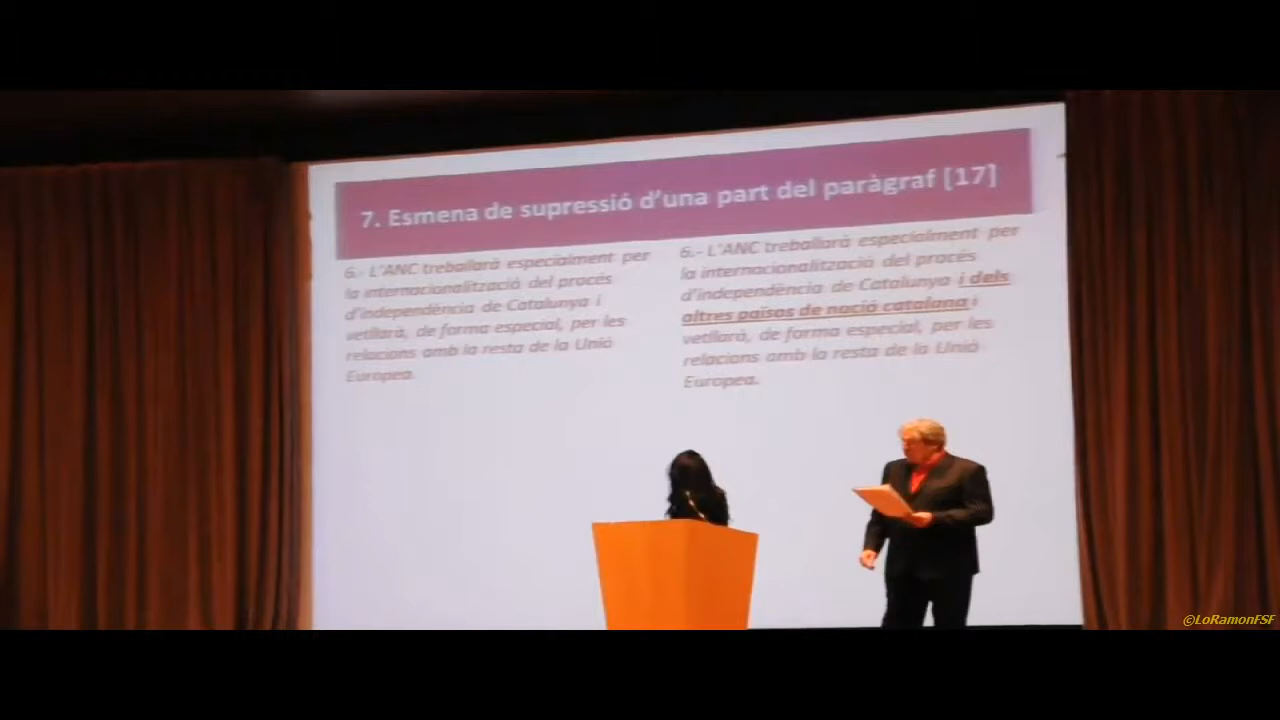 7. Esmena de supressió d'una part del paràgraf [17]
6.- L'ANC treballarà especialment per
la internacionalització del procés
d'independència de Catalunya i
vetllarà, de forma especial, per les
relacions amb la resta de la Unió
Europea.
6.- L'ANC treballarà especialment per
la internacionalització del procés
d'independència de Catalunya i dels
altres països de nació catalana i
vetllarà, de forma especial, per les
relacions amb la resta de la Unió
Europea.
©LoRamonFSF